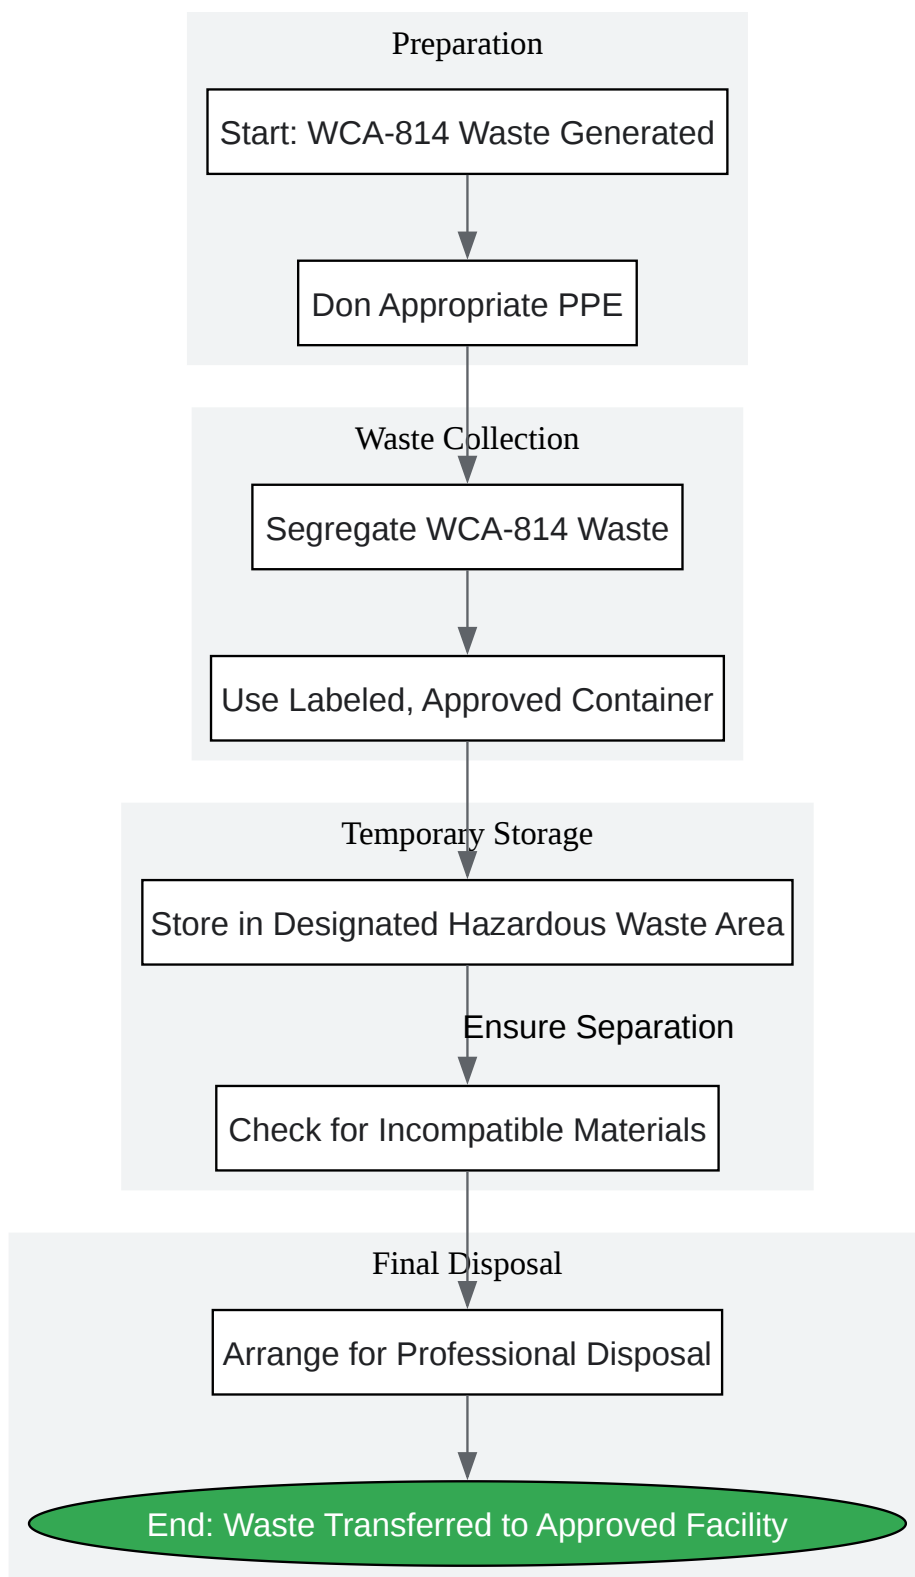 Preparation
Start: WCA-814 Waste Generated
Don Appropriate PPE
Waste Collection
Segregate WCA-814 Waste
Use Labeled, Approved Container
Temporary Storage
Store in Designated Hazardous Waste Area
Ensure Separation
Check for Incompatible Materials
Final Disposal
Arrange for Professional Disposal
End: Waste Transferred to Approved Facility